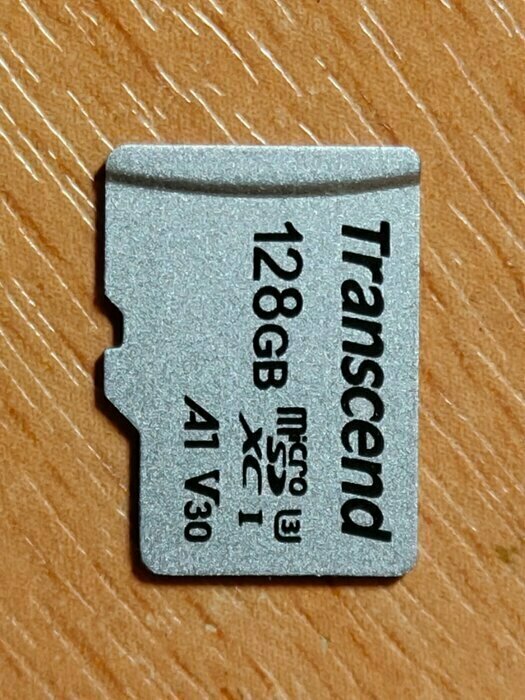 Transcend
128GB
micro SD XC I U3
A1 V30